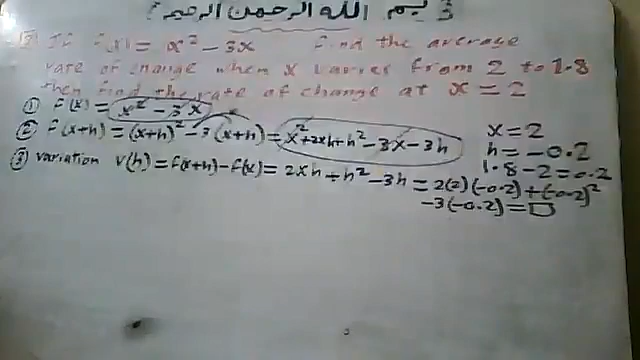 بسم الله الرحمن الرحيم
If f(x) = x² - 3x Find the average
rate of change when x varies from 2 to 1.8
then find the rate of change at x = 2
① f(x) = x² - 3x
② f(x+h) = (x+h)² - 3(x+h) = x² + 2xh + h² - 3x - 3h
x = 2
h = -0.2
1.8 - 2 = 0.2
③ variation V(h) = f(x+h) - f(x) = 2xh + h² - 3h = 2(2)(-0.2) + (-0.2)²
-3(-0.2) = □